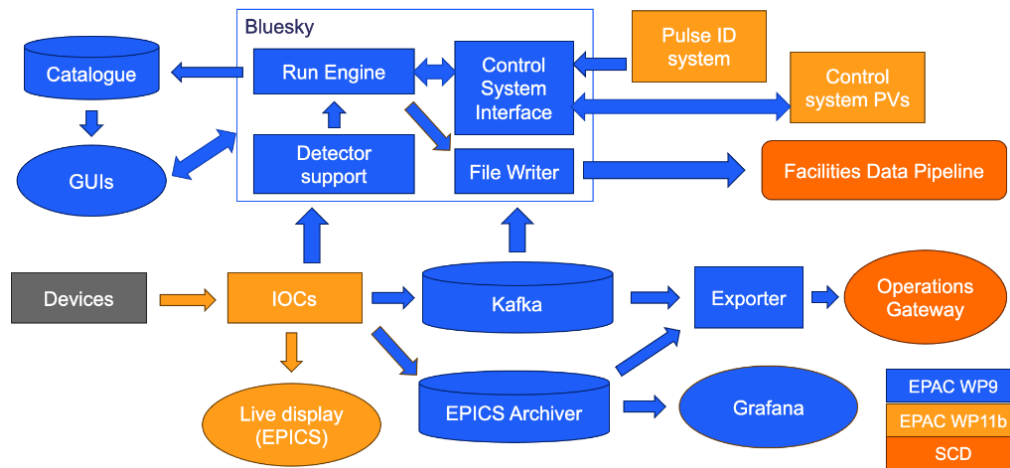 Bluesky
Pulse ID
system
Catalogue
Run Engine
Control
System
Interface
Control
system PVs
Detector
support
GUIs
File Writer
Facilities Data Pipeline
Devices
IOCs
Kafka
Exporter
Operations
Gateway
Live display
(EPICS)
EPICS Archiver
Grafana
EPAC WP9
EPAC WP11b
SCD